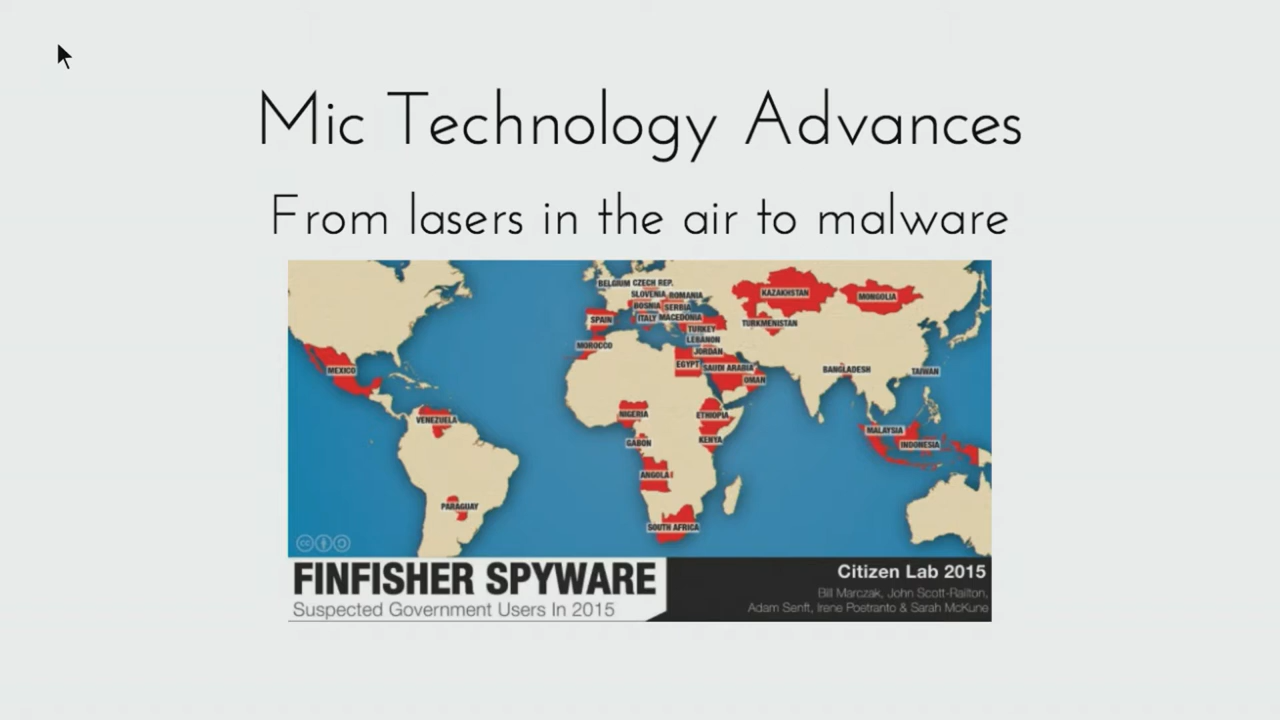 Mic Technology Advances
From lasers in the air to malware
BELGIUM CZECH REP.
SLOVENIA ROMANIA
BOSNIA SERBIA
ITALY MACEDONIA
SPAIN
TURKEY
LEBANON
JORDAN
MOROCCO
EGYPT SAUDI ARABIA
OMAN
KAZAKHSTAN
MONGOLIA
TURKMENISTAN
BANGLADESH
TAIWAN
MEXICO
VENEZUELA
NIGERIA
ETHIOPIA
GABON
KENYA
MALAYSIA
INDONESIA
ANGOLA
PARAGUAY
SOUTH AFRICA
cc
FINFISHER SPYWARE
Suspected Government Users In 2015
Citizen Lab 2015
Bill Marczak, John Scott-Railton,
Adam Senft, Irene Poetranto & Sarah McKune